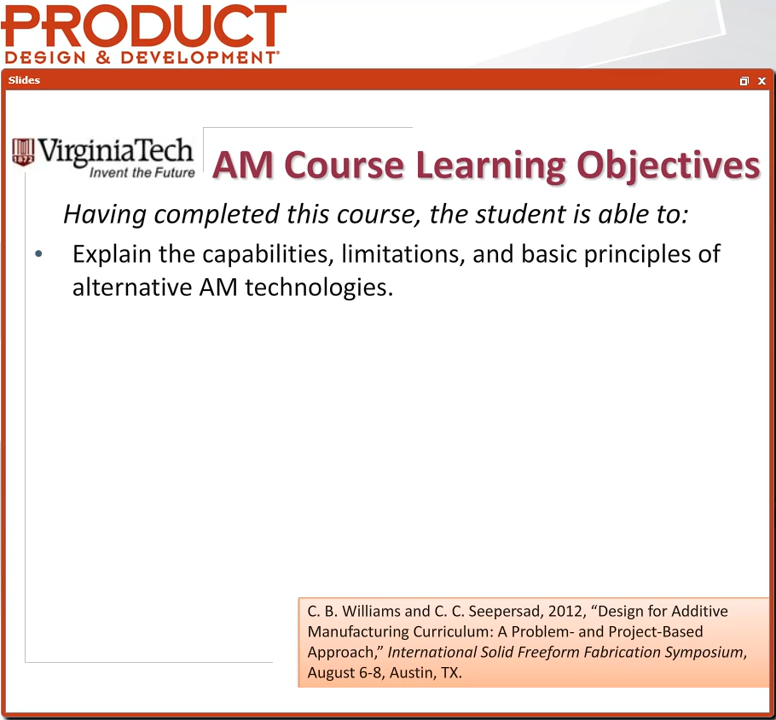 PRODUCT
DESIGN & DEVELOPMENT
Slides
VirginiaTech
Invent the Future
1872
AM Course Learning Objectives
Having completed this course, the student is able to:
• Explain the capabilities, limitations, and basic principles of
alternative AM technologies.
C. B. Williams and C. C. Seepersad, 2012, “Design for Additive
Manufacturing Curriculum: A Problem- and Project-Based
Approach,” International Solid Freeform Fabrication Symposium,
August 6-8, Austin, TX.